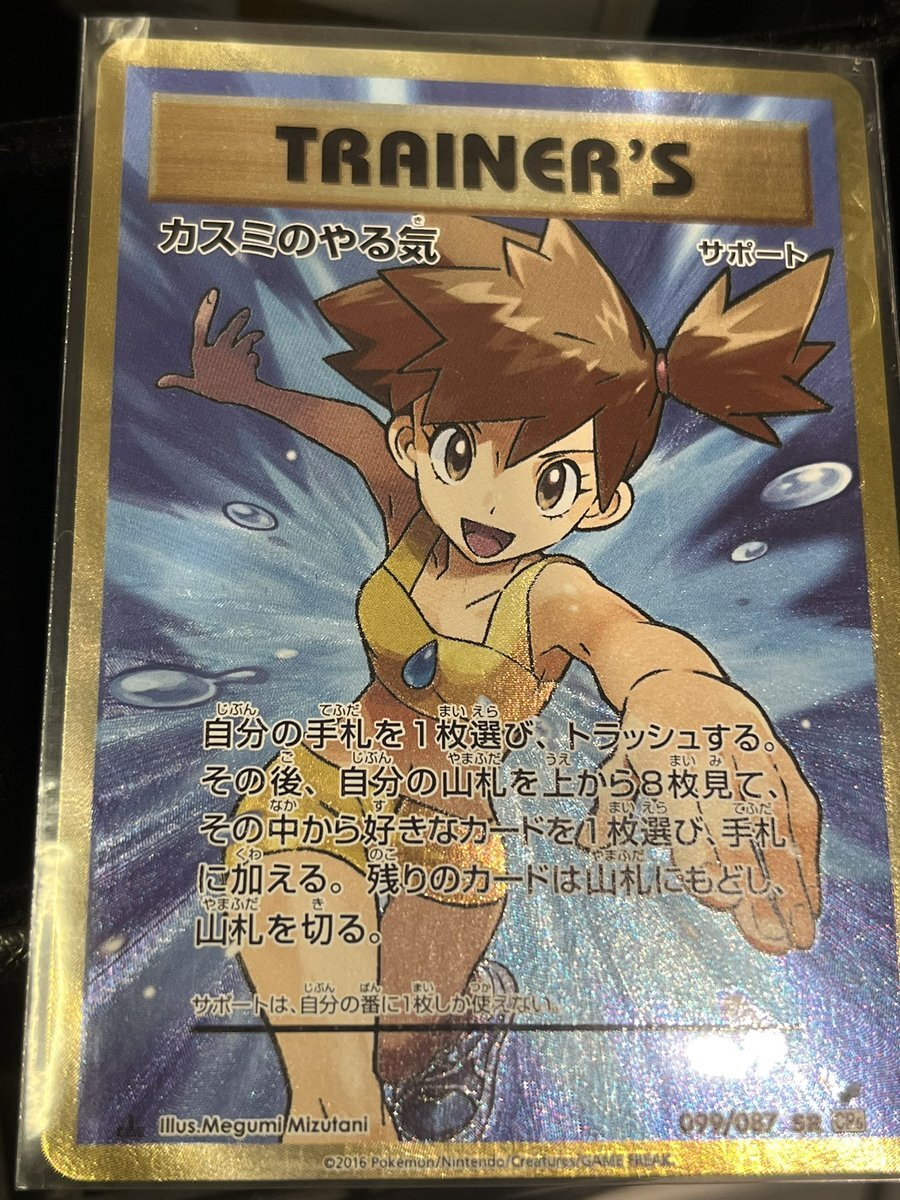 TRAINER'S
カスミのやる気
サポート
自分の手札を1枚選び、トラッシュする。
その後、自分の山札を上から8枚見て、
その中から好きなカードを1枚選び、手札
に加える。残りのカードは山札にもどし、
山札を切る。
サポートは、自分の番に1枚しか使えない。
Illus.Megumi Mizutani
099/087 SR CP6
©2016 Pokémon/Nintendo/Creatures/GAME FREAK.